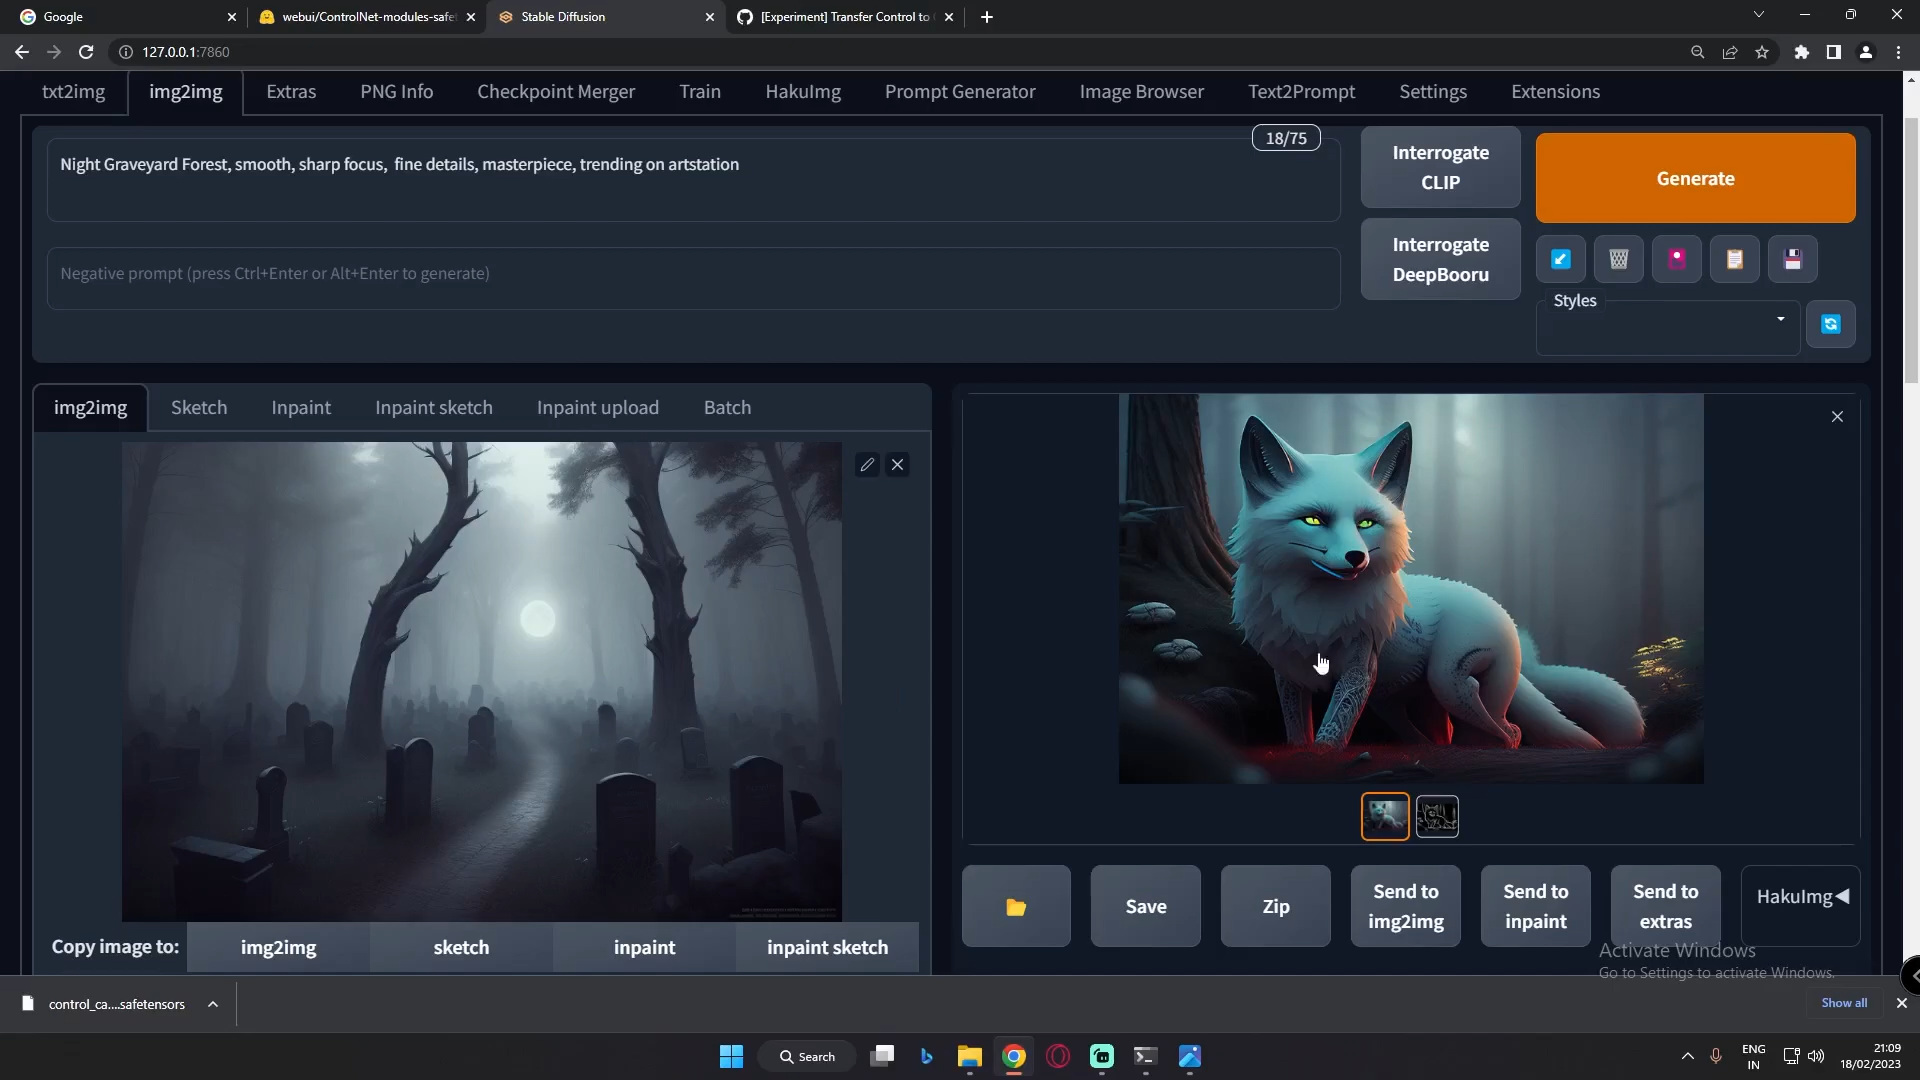 Google
webui/ControlNet-modules-safe
Stable Diffusion
[Experiment] Transfer Control to
127.0.0.1:7860
txt2img
img2img
Extras
PNG Info
Checkpoint Merger
Train
HakuImg
Prompt Generator
Image Browser
Text2Prompt
Settings
Extensions
18/75
Night Graveyard Forest, smooth, sharp focus,  fine details, masterpiece, trending on artstation
Interrogate
CLIP
Generate
Negative prompt (press Ctrl+Enter or Alt+Enter to generate)
Interrogate
DeepBooru
Styles
img2img
Sketch
Inpaint
Inpaint sketch
Inpaint upload
Batch
Copy image to:
img2img
sketch
inpaint
inpaint sketch
Save
Zip
Send to
img2img
Send to
inpaint
Send to
extras
HakuImg◀
Activate Windows
Go to Settings to activate Windows.
control_ca....safetensors
Show all
Search
ENG
IN
21:09
18/02/2023